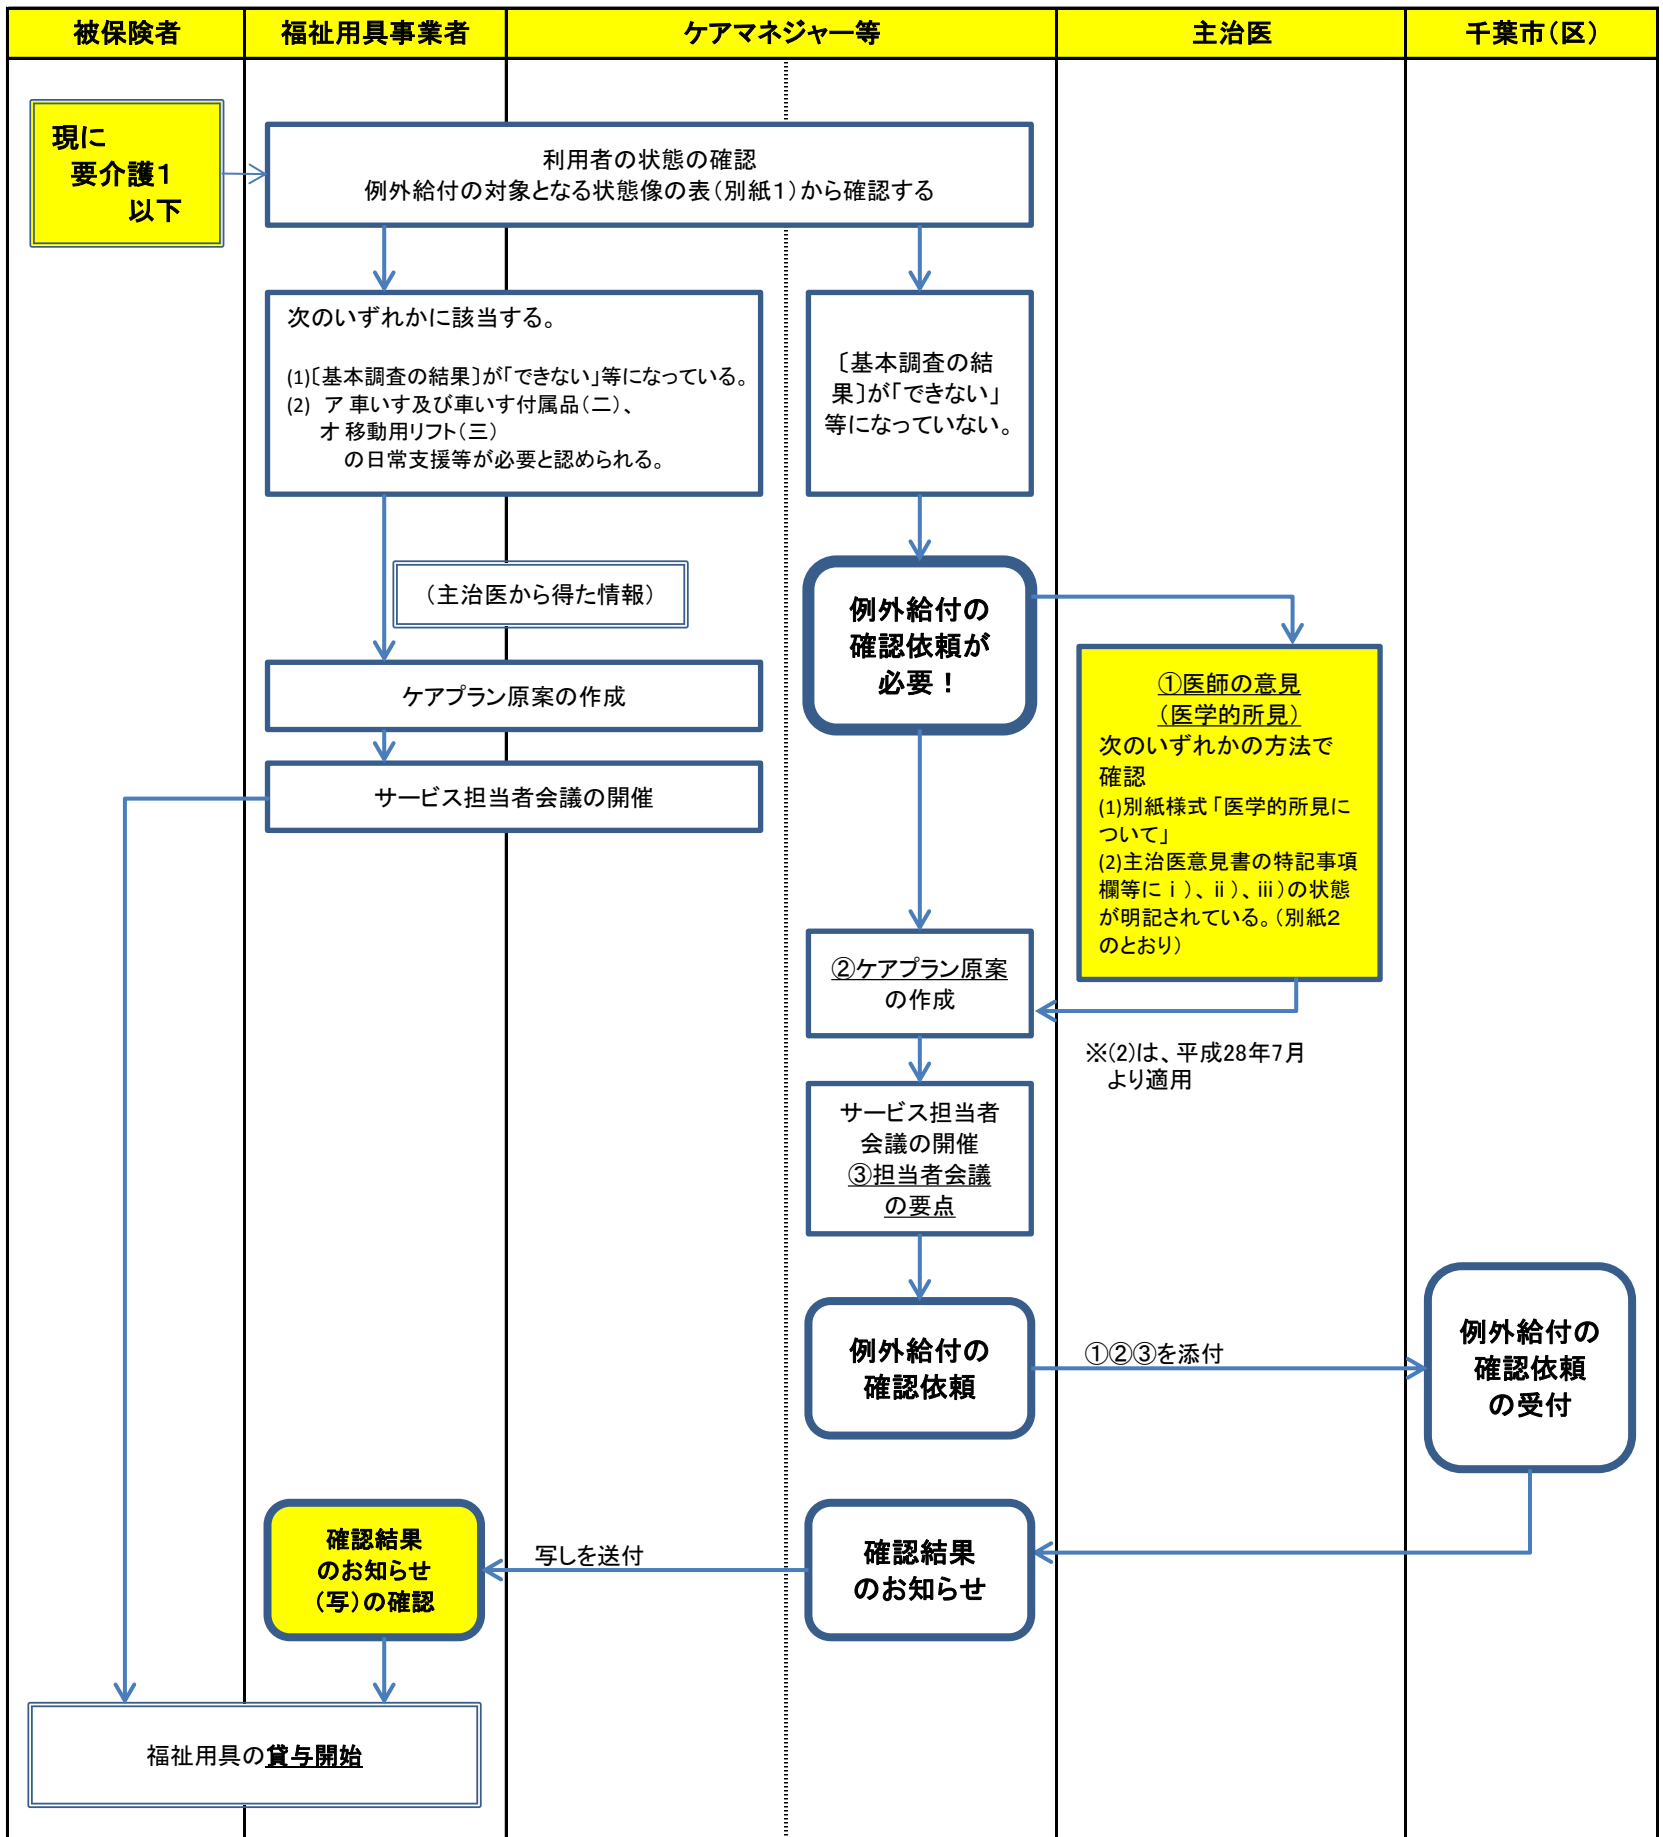 被保険者
福祉用具事業者
ケアマネジャー等
主治医
千葉市（区）
現に
要介護１
以下
利用者の状態の確認
例外給付の対象となる状態像の表（別紙１）から確認する
次のいずれかに該当する。
(1)〔基本調査の結果〕が「できない」等になっている。
(2)　ア 車いす及び車いす付属品（二）、
オ 移動用リフト（三）
の日常支援等が必要と認められる。
〔基本調査の結
果〕が「できない」
等になっていない。
（主治医から得た情報）
例外給付の
確認依頼が
必要！
ケアプラン原案の作成
サービス担当者会議の開催
①医師の意見
（医学的所見）
次のいずれかの方法で
確認
(1)別紙様式「医学的所見に
ついて」
(2)主治医意見書の特記事項
欄等にⅰ）、ⅱ）、ⅲ）の状態
が明記されている。（別紙２
のとおり）
②ケアプラン原案
の作成
※(2)は、平成28年7月
より適用
サービス担当者
会議の開催
③担当者会議
の要点
例外給付の
確認依頼
①②③を添付
例外給付の
確認依頼
の受付
確認結果
のお知らせ
（写）の確認
写しを送付
確認結果
のお知らせ
福祉用具の貸与開始